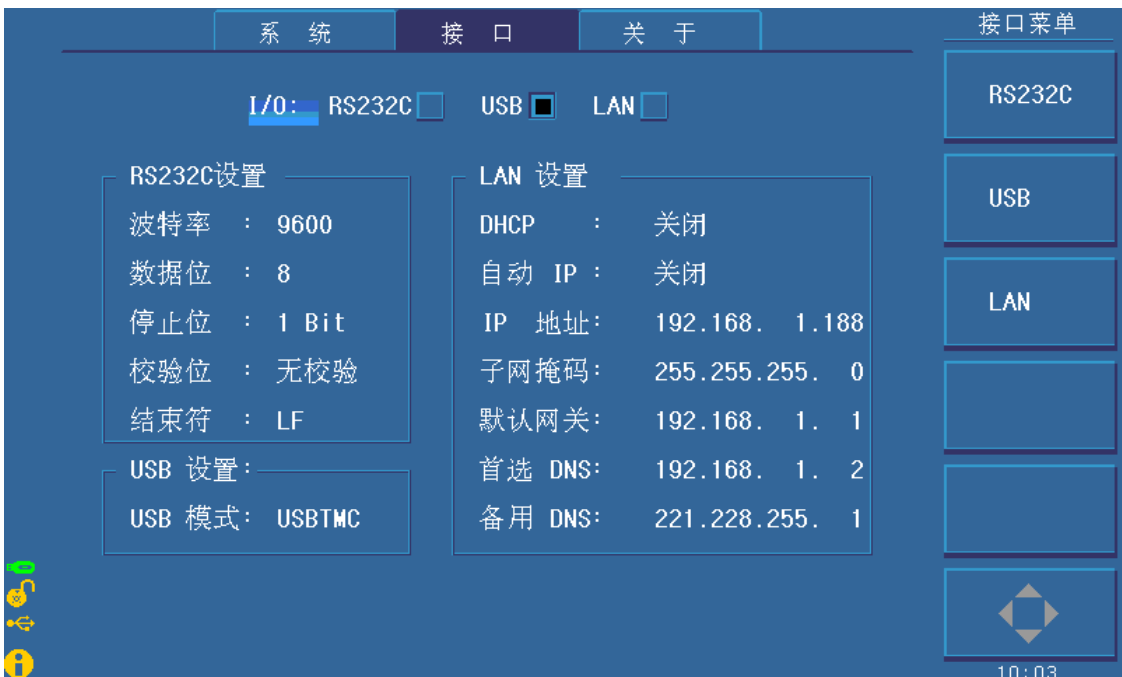 系 统 接 口 关 于 接口菜单
I/O: RS232C USB LAN
RS232C设置
波特率 : 9600
数据位 : 8
停止位 : 1 Bit
校验位 : 无校验
结束符 : LF
USB 设置:
USB 模式: USBTMC
LAN 设置
DHCP : 关闭
自动 IP : 关闭
IP 地址: 192.168. 1.188
子网掩码: 255.255.255. 0
默认网关: 192.168. 1. 1
首选 DNS: 192.168. 1. 2
备用 DNS: 221.228.255. 1
RS232C
USB
LAN
10:03